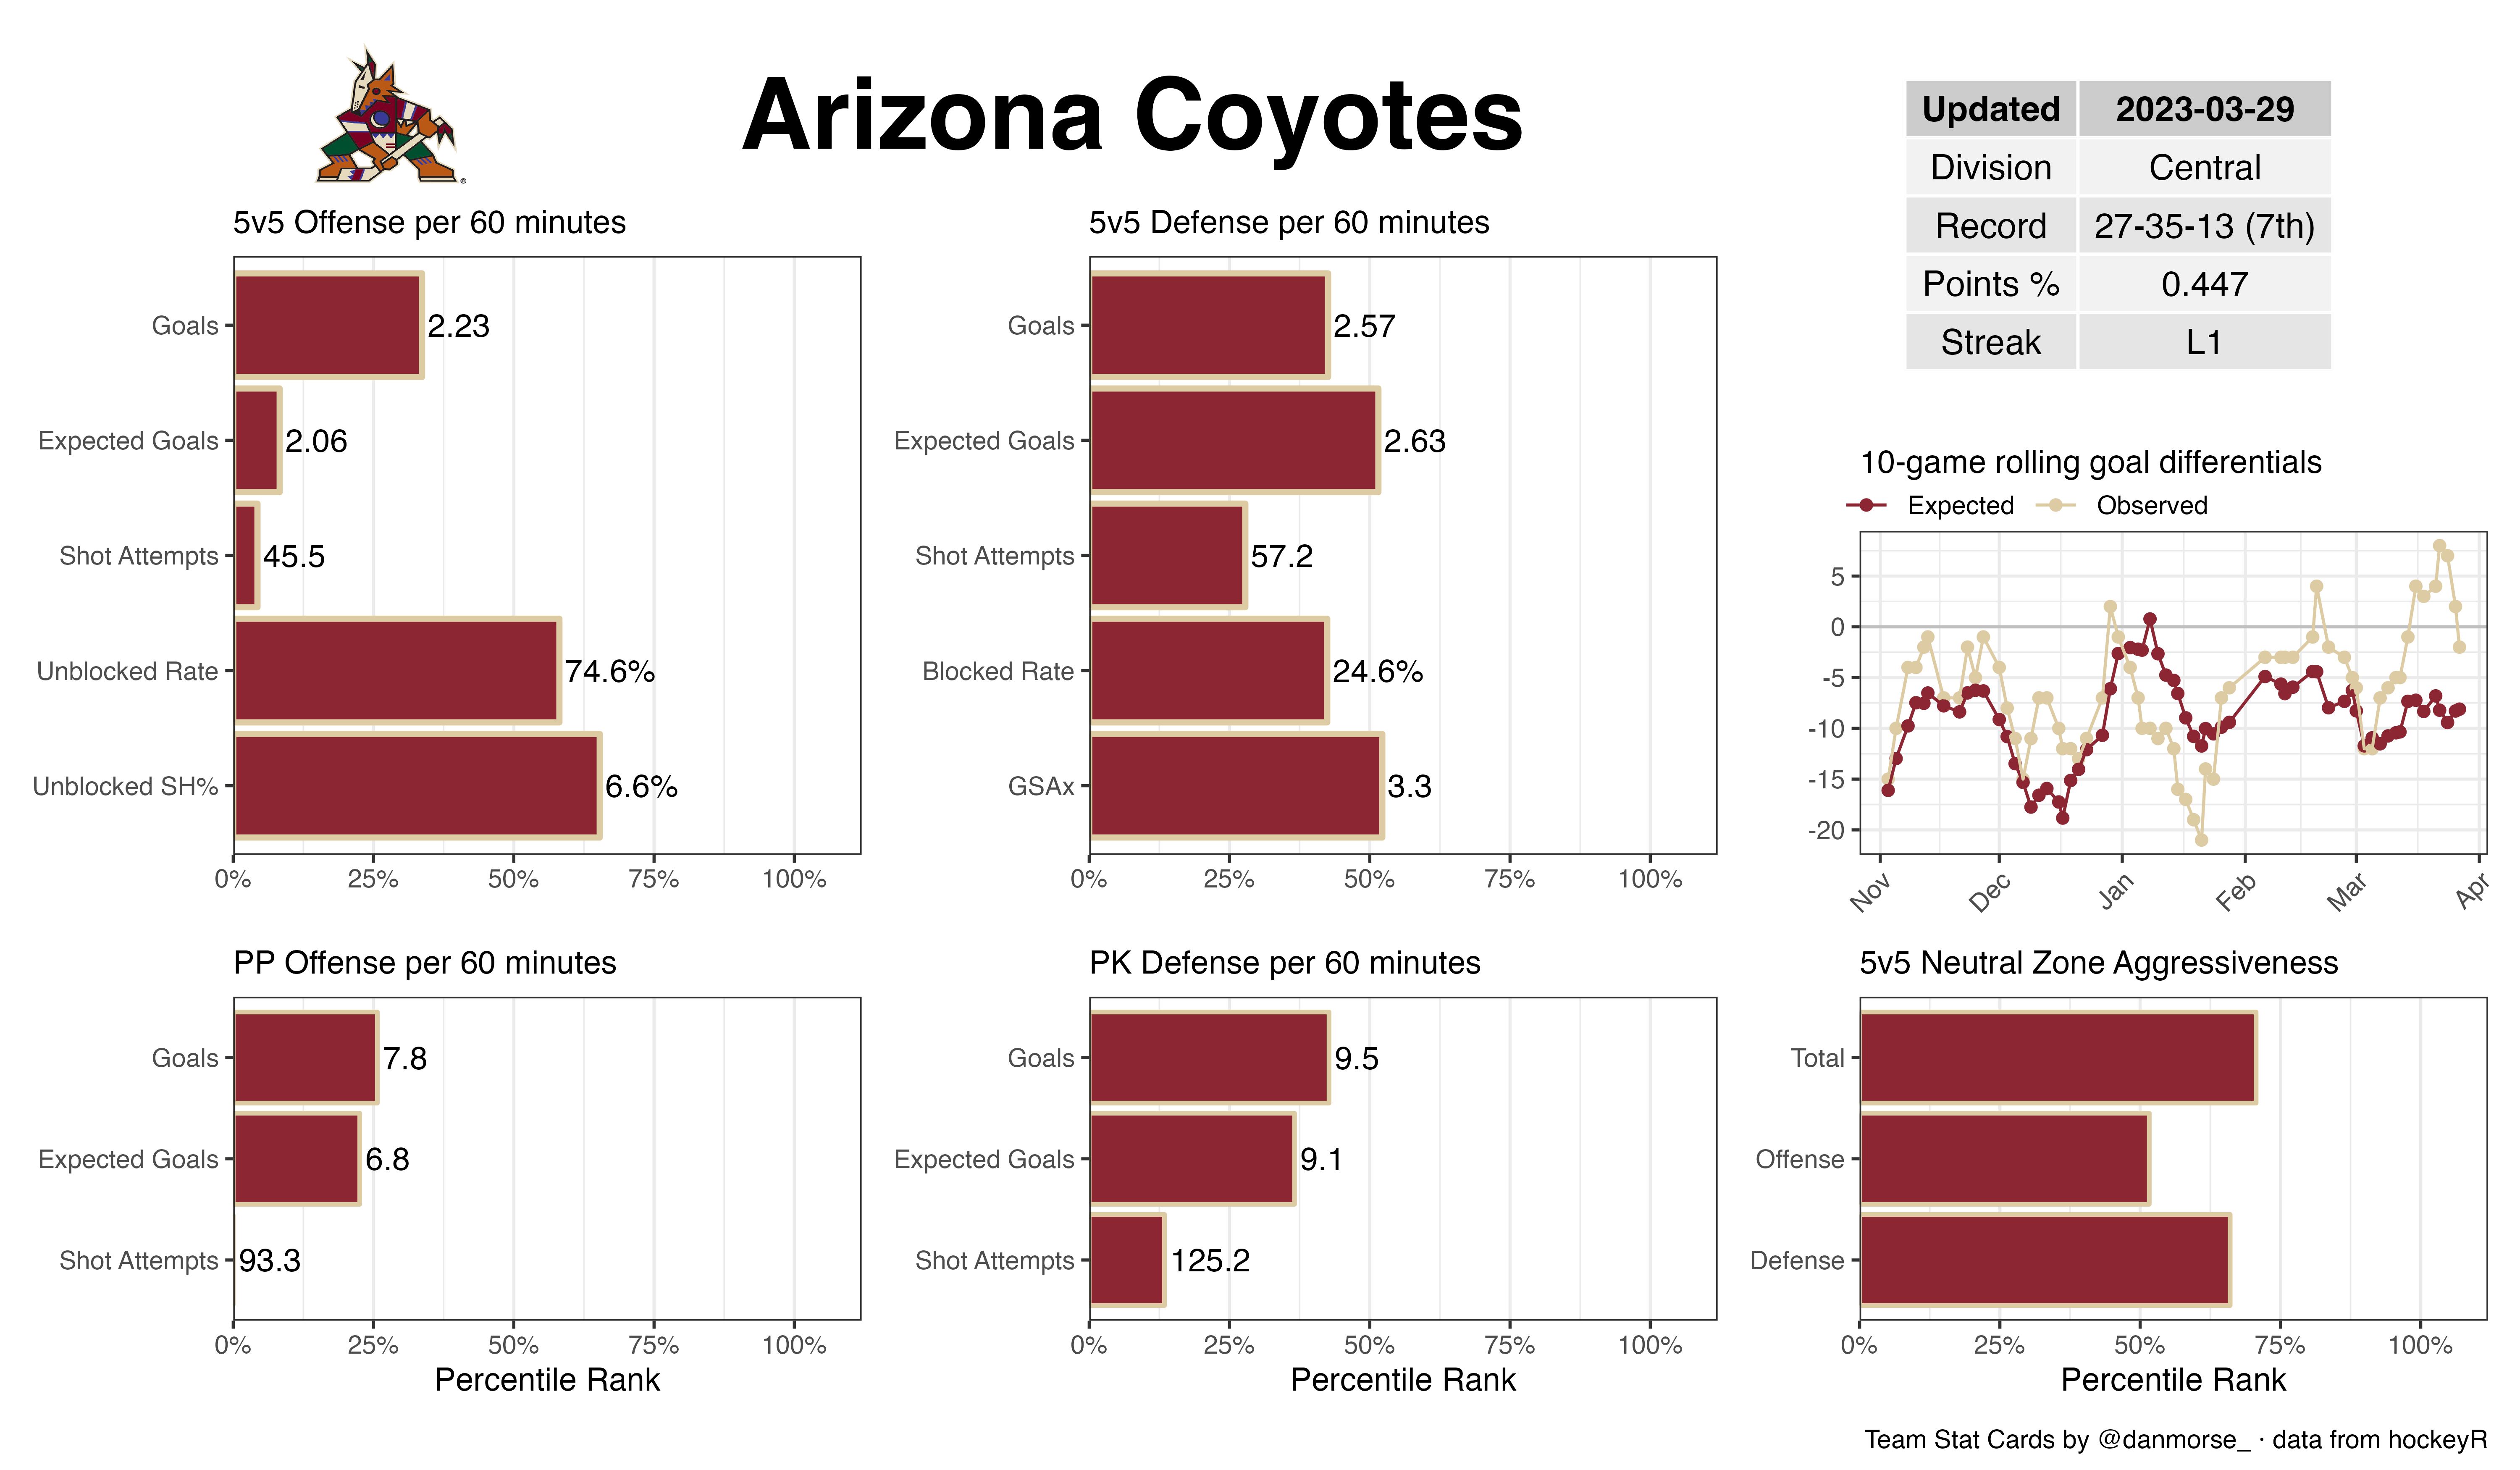 Arizona Coyotes
Updated 2023-03-29
Division Central
Record 27-35-13 (7th)
Points % 0.447
Streak L1
5v5 Offense per 60 minutes
Goals 2.23
Expected Goals 2.06
Shot Attempts 45.5
Unblocked Rate 74.6%
Unblocked SH% 6.6%
0% 25% 50% 75% 100%
5v5 Defense per 60 minutes
Goals 2.57
Expected Goals 2.63
Shot Attempts 57.2
Blocked Rate 24.6%
GSAx 3.3
0% 25% 50% 75% 100%
10-game rolling goal differentials
Expected Observed
5
0
-5
-10
-15
-20
Nov Dec Jan Feb Mar Apr
PP Offense per 60 minutes
Goals 7.8
Expected Goals 6.8
Shot Attempts 93.3
0% 25% 50% 75% 100%
Percentile Rank
PK Defense per 60 minutes
Goals 9.5
Expected Goals 9.1
Shot Attempts 125.2
0% 25% 50% 75% 100%
Percentile Rank
5v5 Neutral Zone Aggressiveness
Total
Offense
Defense
0% 25% 50% 75% 100%
Percentile Rank
Team Stat Cards by @danmorse_ · data from hockeyR